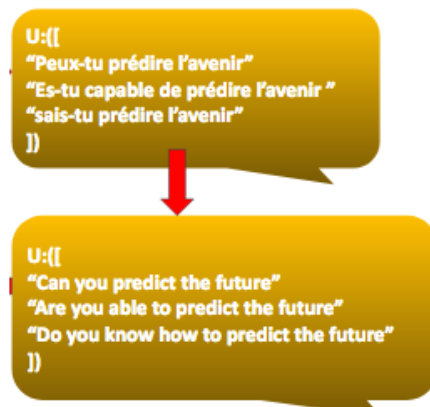 U:([
“Peux-tu prédire l’avenir”
“Es-tu capable de prédire l’avenir ”
“sais-tu prédire l’avenir”
])
U:([
“Can you predict the future”
“Are you able to predict the future”
“Do you know how to predict the future”
])